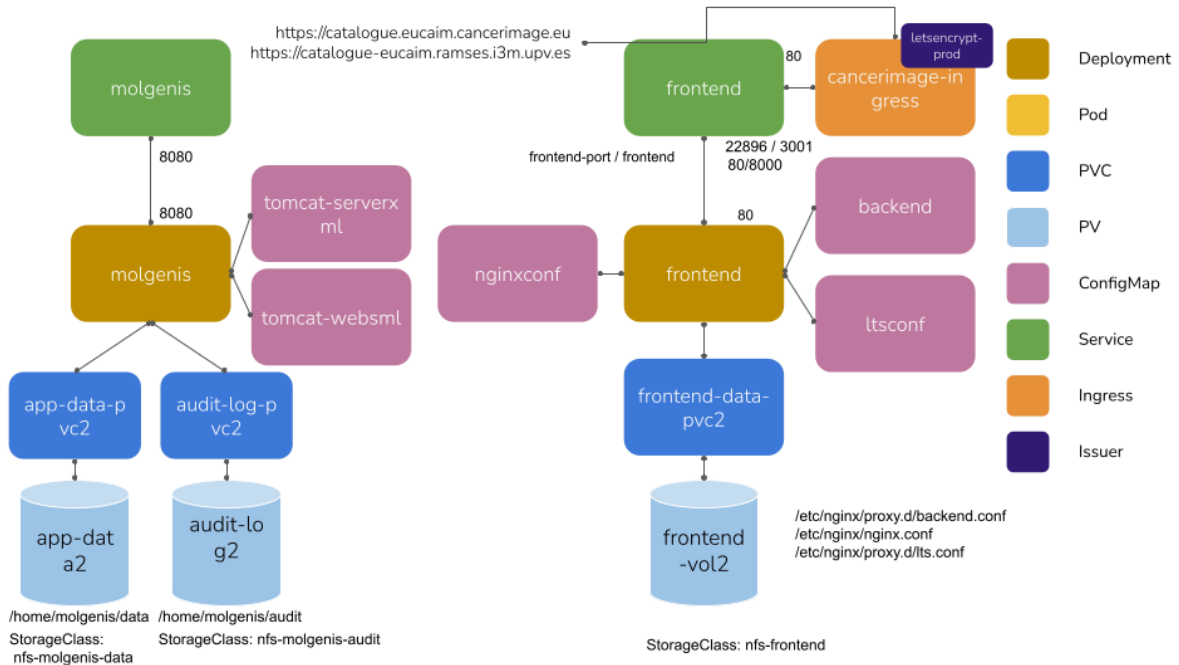 https://catalogue.eucaim.cancerimage.eu
https://catalogue-eucaim.ramses.i3m.upv.es
letsencrypt-
prod
molgenis
frontend
80
cancerimage-in
gress
8080
frontend-port / frontend
22896 / 3001
80/8000
8080
80
tomcat-serverx
ml
backend
molgenis
nginxconf
frontend
tomcat-websml
ltsconf
app-data-p
vc2
audit-log-p
vc2
frontend-data-
pvc2
app-dat
a2
audit-lo
g2
frontend
-vol2
/etc/nginx/proxy.d/backend.conf
/etc/nginx/nginx.conf
/etc/nginx/proxy.d/lts.conf
/home/molgenis/data
StorageClass:
nfs-molgenis-data
/home/molgenis/audit
StorageClass: nfs-molgenis-audit
StorageClass: nfs-frontend
Deployment
Pod
PVC
PV
ConfigMap
Service
Ingress
Issuer